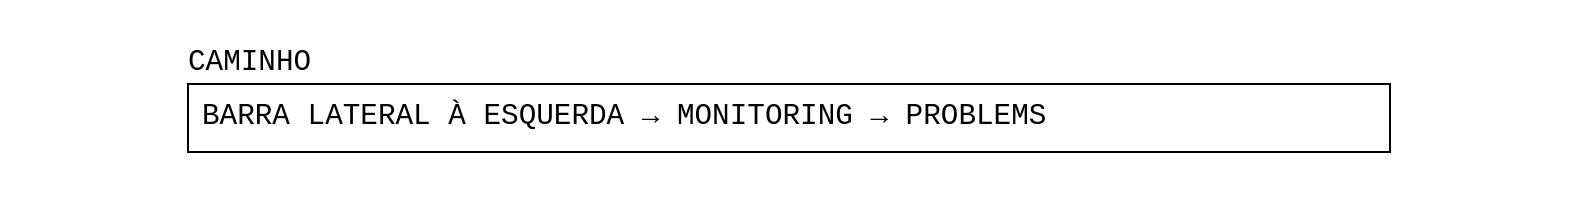 CAMINHO
BARRA LATERAL À ESQUERDA → MONITORING → PROBLEMS